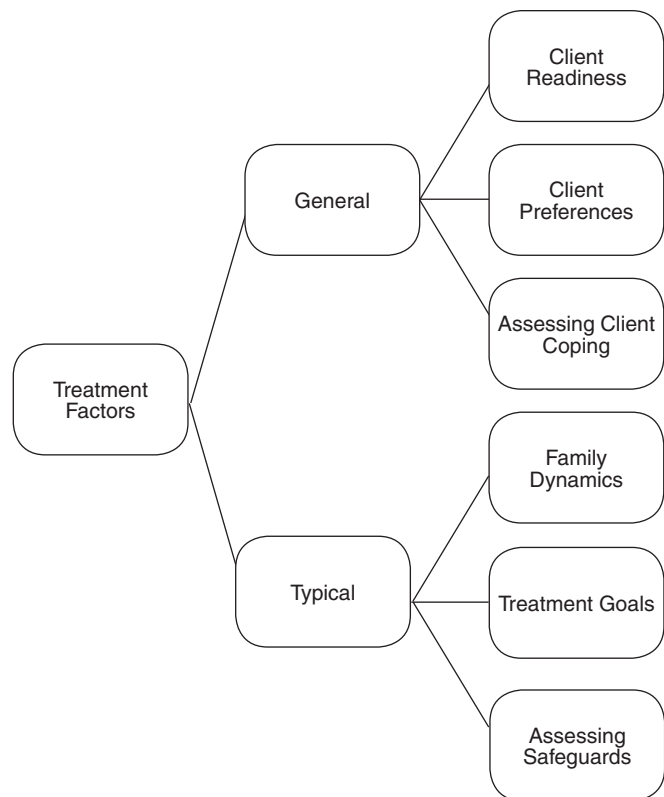 Client
Readiness
General
Client
Preferences
Assessing Client
Coping
Treatment
Factors
Family
Dynamics
Typical
Treatment Goals
Assessing
Safeguards